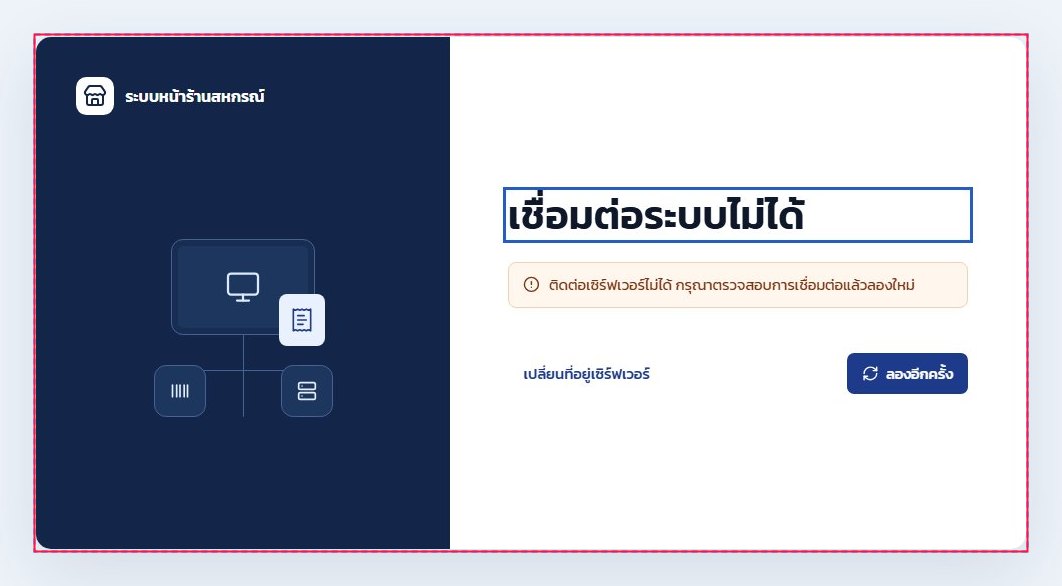 ระบบหน้าร้านสหกรณ์
เชื่อมต่อระบบไม่ได้
ติดต่อเซิร์ฟเวอร์ไม่ได้ กรุณาตรวจสอบการเชื่อมต่อแล้วลองใหม่
เปลี่ยนที่อยู่เซิร์ฟเวอร์
ลองอีกครั้ง